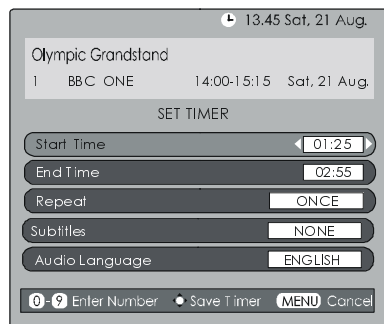 13.45 Sat, 21 Aug.
Olympic Grandstand
1 BBC ONE 14:00-15:15 Sat, 21 Aug.
SET TIMER
Start Time 01:25
End Time 02:55
Repeat ONCE
Subtitles NONE
Audio Language ENGLISH
0-9 Enter Number Save Timer MENU Cancel